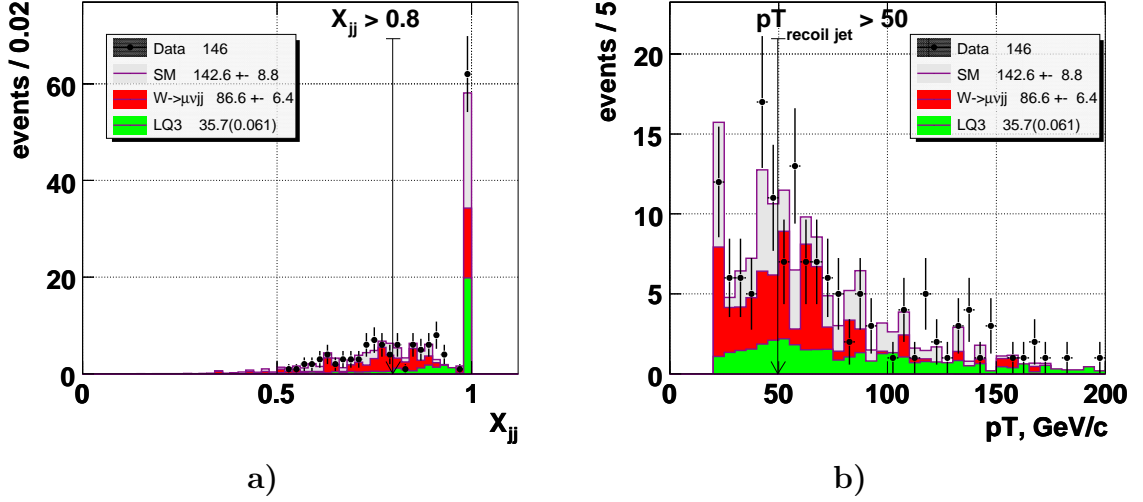 X_jj > 0.8
events / 0.02
Data 146
SM 142.6 +- 8.8
W->μνjj 86.6 +- 6.4
LQ3 35.7(0.061)
60
40
20
0
0 0.5 1
X_jj
a)
pT_recoil jet > 50
events / 5
Data 146
SM 142.6 +- 8.8
W->μνjj 86.6 +- 6.4
LQ3 35.7(0.061)
20
15
10
5
0
0 50 100 150 200
pT, GeV/c
b)